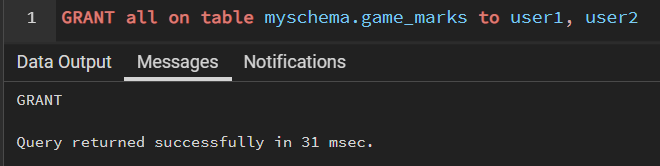 1 GRANT all on table myschema.game_marks to user1, user2
Data Output Messages Notifications
GRANT
Query returned successfully in 31 msec.